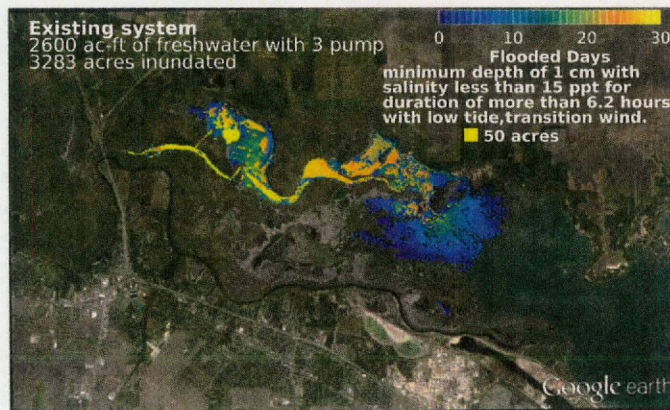 Existing system
2600 ac-ft of freshwater with 3 pump
3283 acres inundated
0 10 20 30
Flooded Days
minimum depth of 1 cm with
salinity less than 15 ppt for
duration of more than 6.2 hours
with low tide,transition wind.
50 acres
Google earth